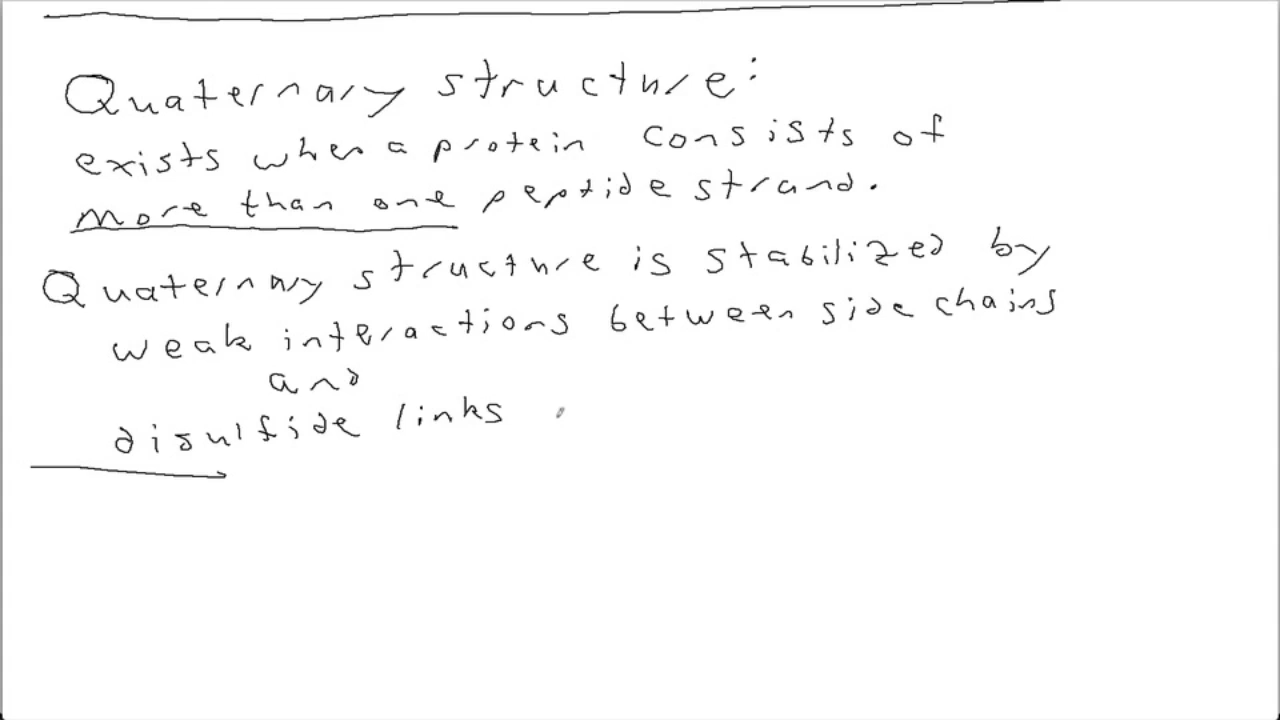 Quaternary structure:
exists when a protein consists of
more than one peptide strand.
Quaternary structure is stabilized by
weak interactions between side chains
and
disulfide links